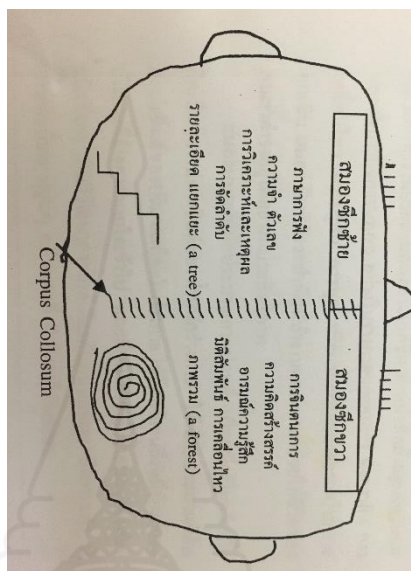 สมองซีกซ้าย
ภาษาการฟัง
ความจำ ตัวเลข
การวิเคราะห์และเหตุผล
การจัดลำดับ
รายละเอียด แยกแยะ (a tree)
สมองซีกขวา
การจินตนาการ
ความคิดสร้างสรรค์
อารมณ์ความรู้สึก
มิติสัมพันธ์ การเคลื่อนไหว
ภาพรวม (a forest)
Corpus Collosum